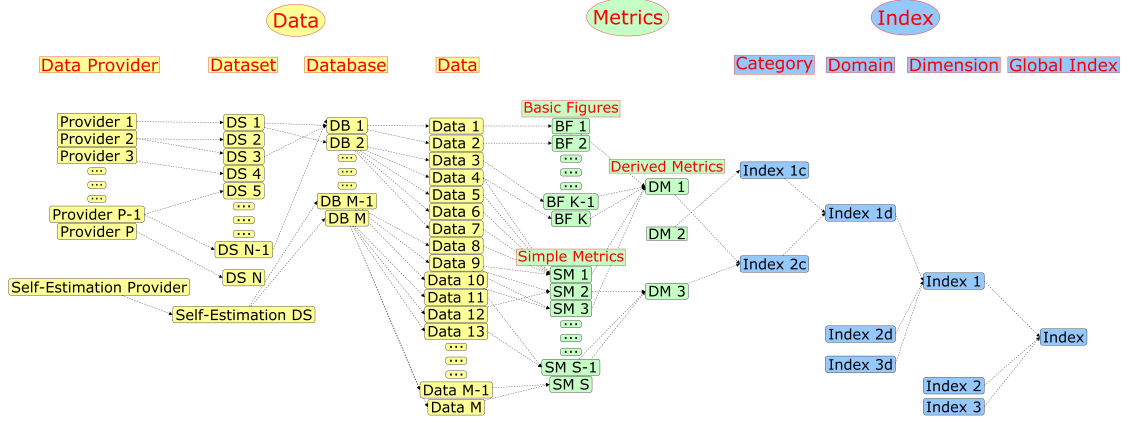 Data
Metrics
Index
Data Provider
Dataset
Database
Data
Category
Domain
Dimension
Global Index
Provider 1
Provider 2
Provider 3
...
...
...
Provider P-1
Provider P
Self-Estimation Provider
DS 1
DS 2
DS 3
DS 4
DS 5
...
...
...
DS N-1
DS N
Self-Estimation DS
DB 1
DB 2
...
...
...
DB M-1
DB M
Data 1
Data 2
Data 3
Data 4
Data 5
Data 6
Data 7
Data 8
Data 9
Data 10
Data 11
Data 12
Data 13
...
...
...
Data M-1
Data M
Basic Figures
BF 1
BF 2
...
...
...
BF K-1
BF K
Simple Metrics
SM 1
SM 2
SM 3
...
...
...
SM S-1
SM S
Derived Metrics
DM 1
DM 2
DM 3
Index 1c
Index 2c
Index 1d
Index 2d
Index 3d
Index 1
Index 2
Index 3
Index